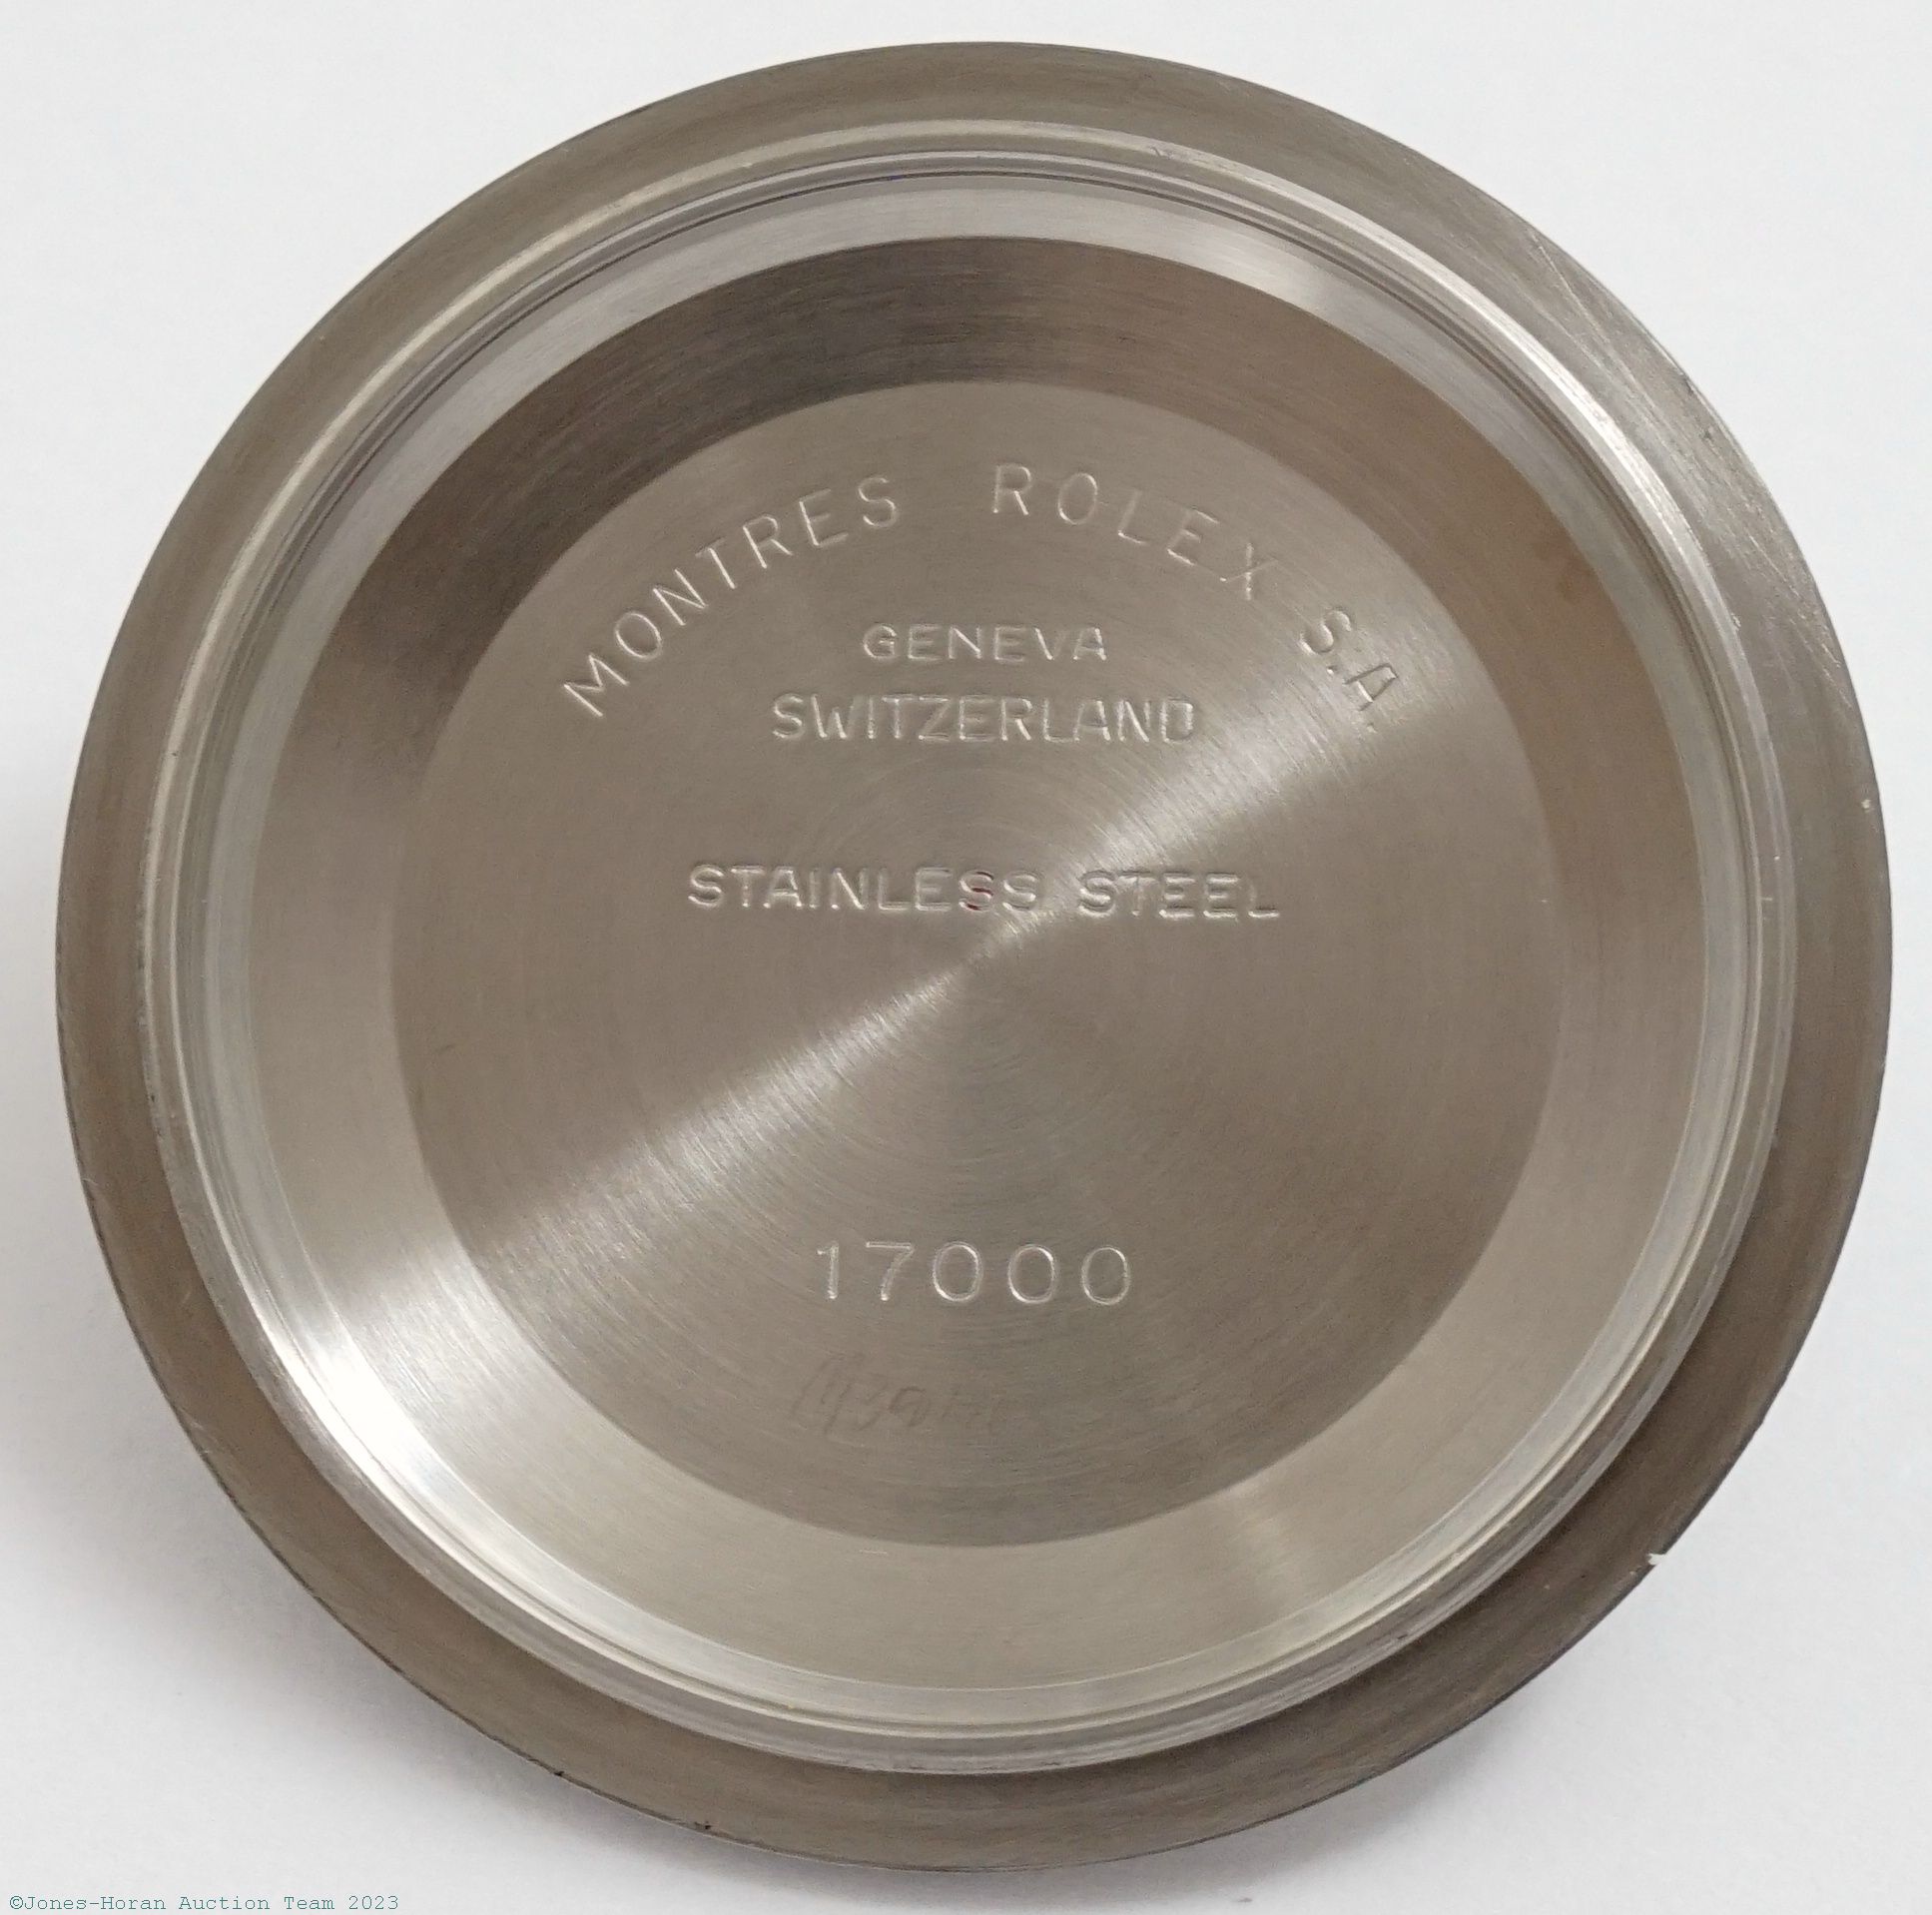 MONTRES ROLEX S.A.
GENEVA
SWITZERLAND
STAINLESS STEEL
17000
©Jones-Horan Auction Team 2023